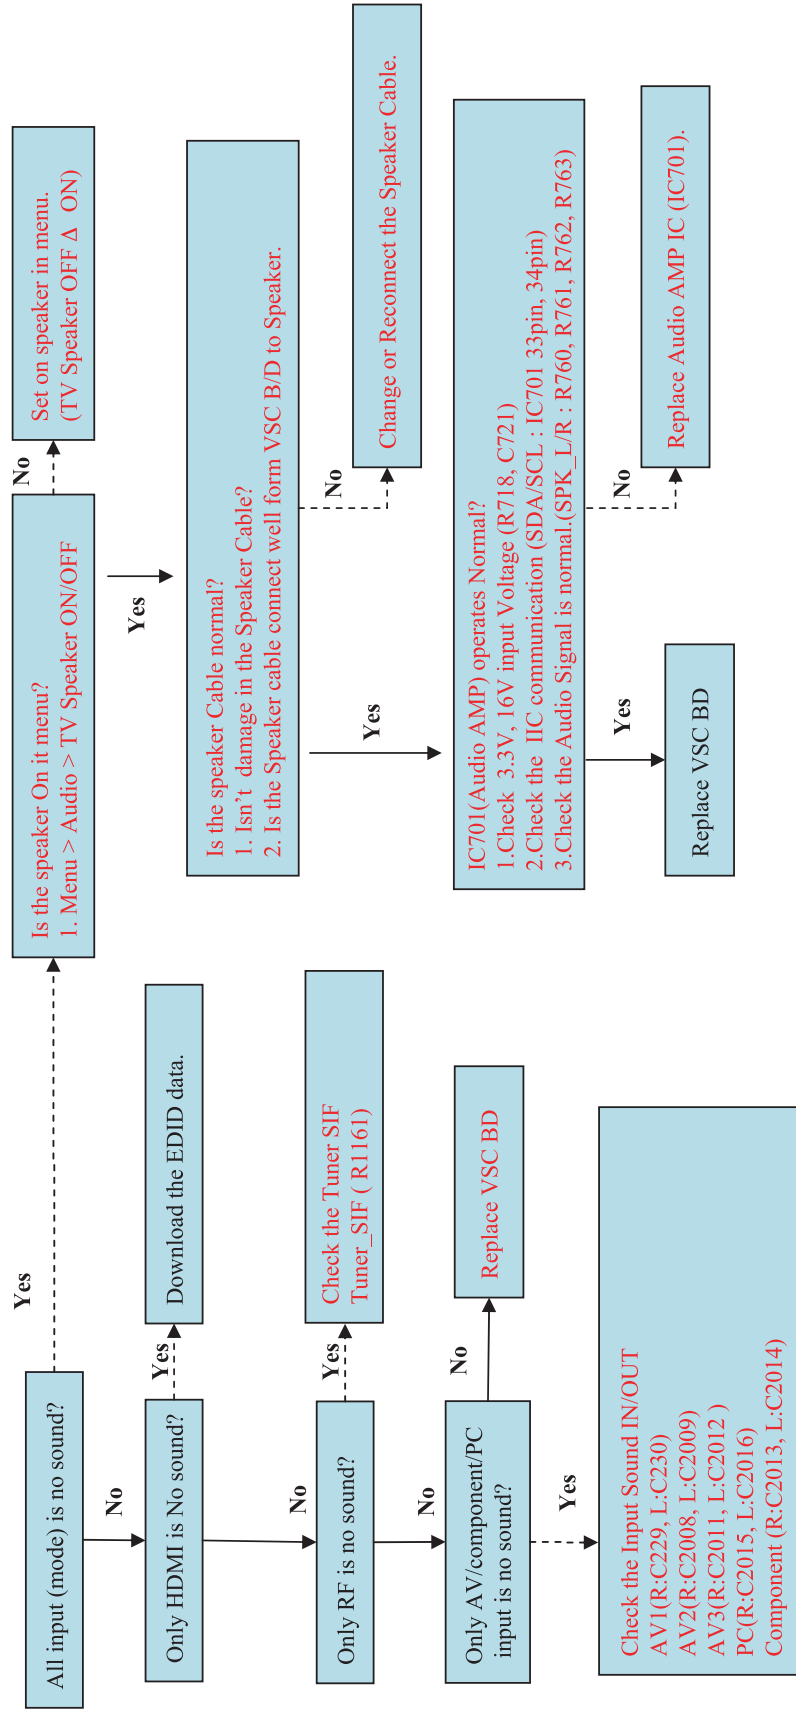 All input (mode) is no sound?
Yes
Is the speaker On it menu?
1. Menu > Audio > TV Speaker ON/OFF
No
Set on speaker in menu.
(TV Speaker OFF Δ ON)
No
Yes
Only HDMI is No sound?
Yes
Download the EDID data.
Is the speaker Cable normal?
1. Isn't damage in the Speaker Cable?
2. Is the Speaker cable connect well form VSC B/D to Speaker.
No
No
Change or Reconnect the Speaker Cable.
Only RF is no sound?
Yes
Check the Tuner SIF
Tuner_SIF ( R1161)
Yes
No
Only AV/component/PC
input is no sound?
No
Replace VSC BD
IC701(Audio AMP) operates Normal?
1.Check 3.3V, 16V input Voltage (R718, C721)
2.Check the IIC communication (SDA/SCL : IC701 33pin, 34pin)
3.Check the Audio Signal is normal.(SPK_L/R : R760, R761, R762, R763)
Yes
Yes
No
Check the Input Sound IN/OUT
AV1(R:C229, L:C230)
AV2(R:C2008, L:C2009)
AV3(R:C2011, L:C2012 )
PC(R:C2015, L:C2016)
Component (R:C2013, L:C2014)
Replace VSC BD
Replace Audio AMP IC (IC701).